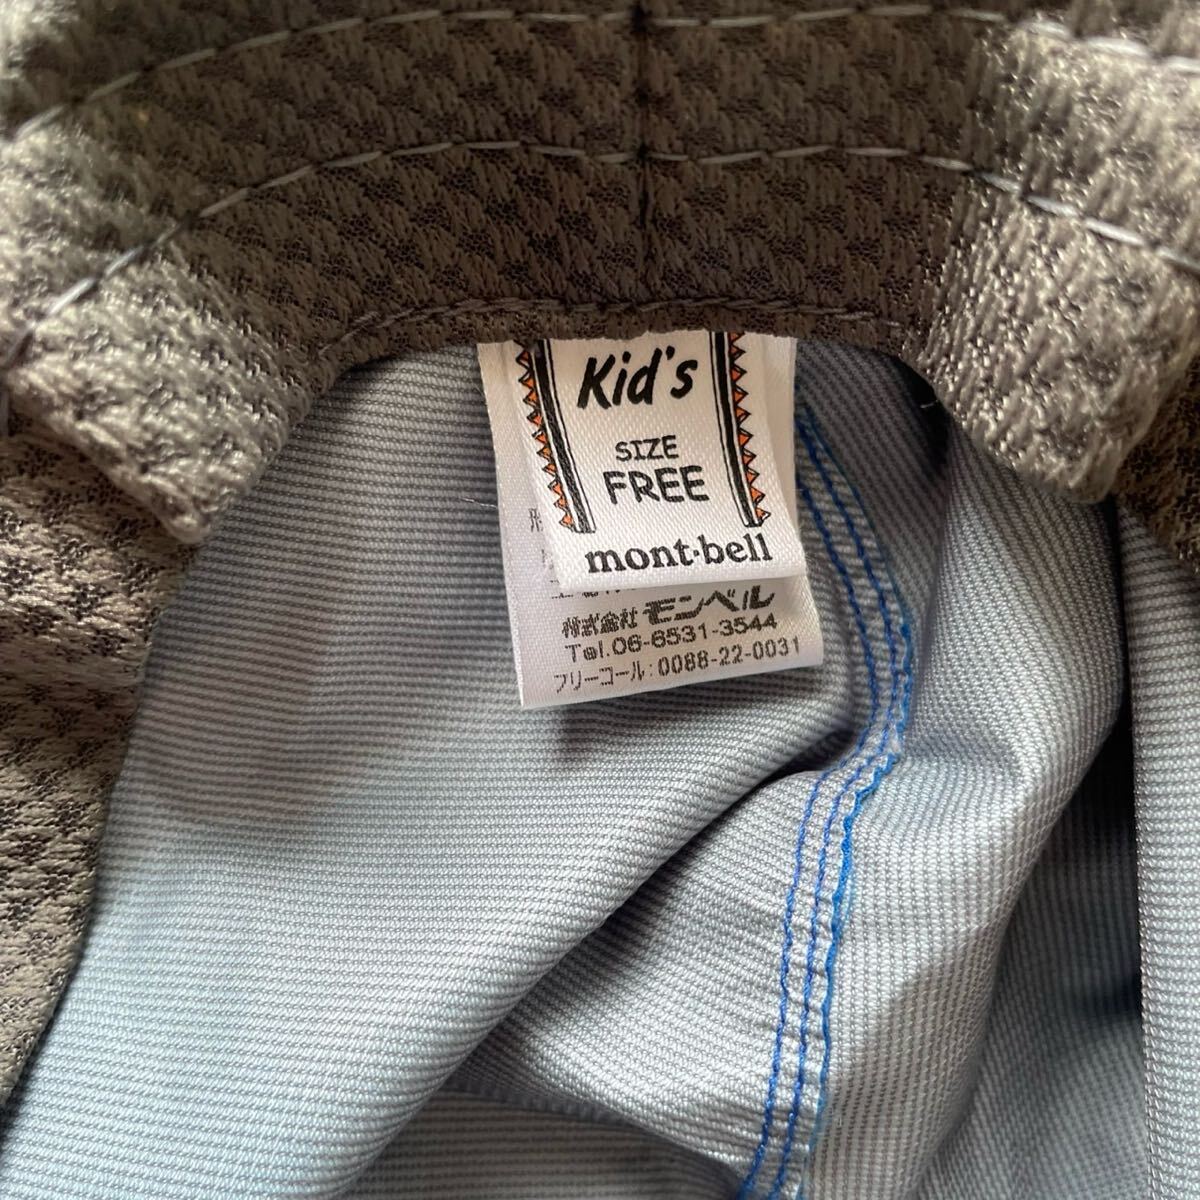 Kid's
SIZE
FREE
mont·bell
株式会社モンベル
Tel.06-6531-3544
フリーコール:0088-22-0031